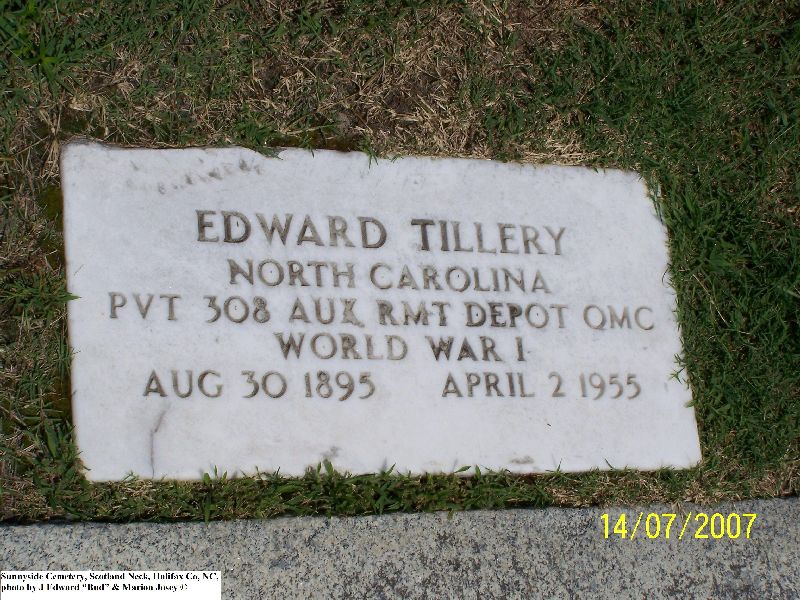 EDWARD TILLERY
NORTH CAROLINA
PVT 308 AUX RMT DEPOT QMC
WORLD WAR I
AUG 30 1895 APRIL 2 1955
14/07/2007
Sunnyside Cemetery, Scotland Neck, Halifax Co, NC,
photo by J Edward "Bud" & Marion Josey ©